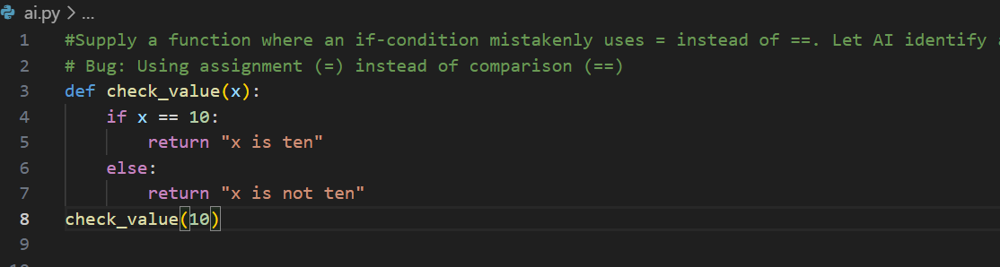 ai.py > ...
1 #Supply a function where an if-condition mistakenly uses = instead of ==. Let AI identify
2 # Bug: Using assignment (=) instead of comparison (==)
3 def check_value(x):
4     if x == 10:
5         return "x is ten"
6     else:
7         return "x is not ten"
8 check_value(10)
9